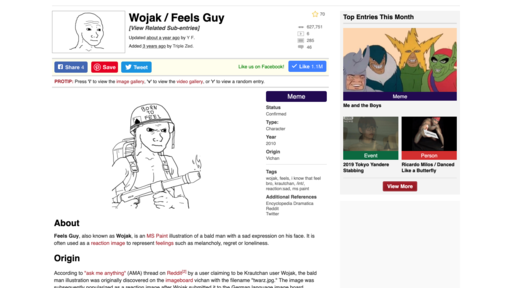 Wojak / Feels Guy
[View Related Sub-entries]
Updated about a year ago by Y F.
Added 3 years ago by Triple Zed.
79
627,751
9
265
46
Share 4
Save
Tweet
Like us on Facebook!
Like 1.1M
PROTIP: Press 'i' to view the image gallery, 'v' to view the video gallery, or 'r' to view a random entry.
BORN
TO
FEEL
Meme
Status
Confirmed
Type:
Character
Year
2010
Origin
Vichan
Tags
wojak, feels, i know that feel
bro, krautchan, /int/,
reaction-sad, ms paint
Additional References
Encyclopedia Dramatica
Reddit
Twitter
About
Feels Guy, also known as Wojak, is an MS Paint illustration of a bald man with a sad expression on his face. It is
often used as a reaction image to represent feelings such as melancholy, regret or loneliness.
Origin
According to "ask me anything" (AMA) thread on Reddit[2] by a user claiming to be Krautchan user Wojak, the bald
man illustration was originally discovered on the imageboard vichan with the filename "twarz.jpg." The image was
subsequently popularized as a reaction image after Wojak submitted it to the German language image board
Top Entries This Month
Meme
Me and the Boys
Event
2019 Tokyo Yandere
Stabbing
Person
Ricardo Milos / Danced
Like a Butterfly
View More